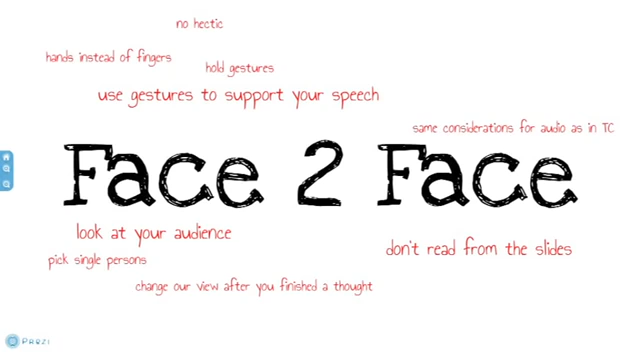 no hectic
hands instead of fingers
hold gestures
use gestures to support your speech
same considerations for audio as in TC
Face 2 Face
look at your audience
don't read from the slides
pick single persons
change our view after you finished a thought
PREZI